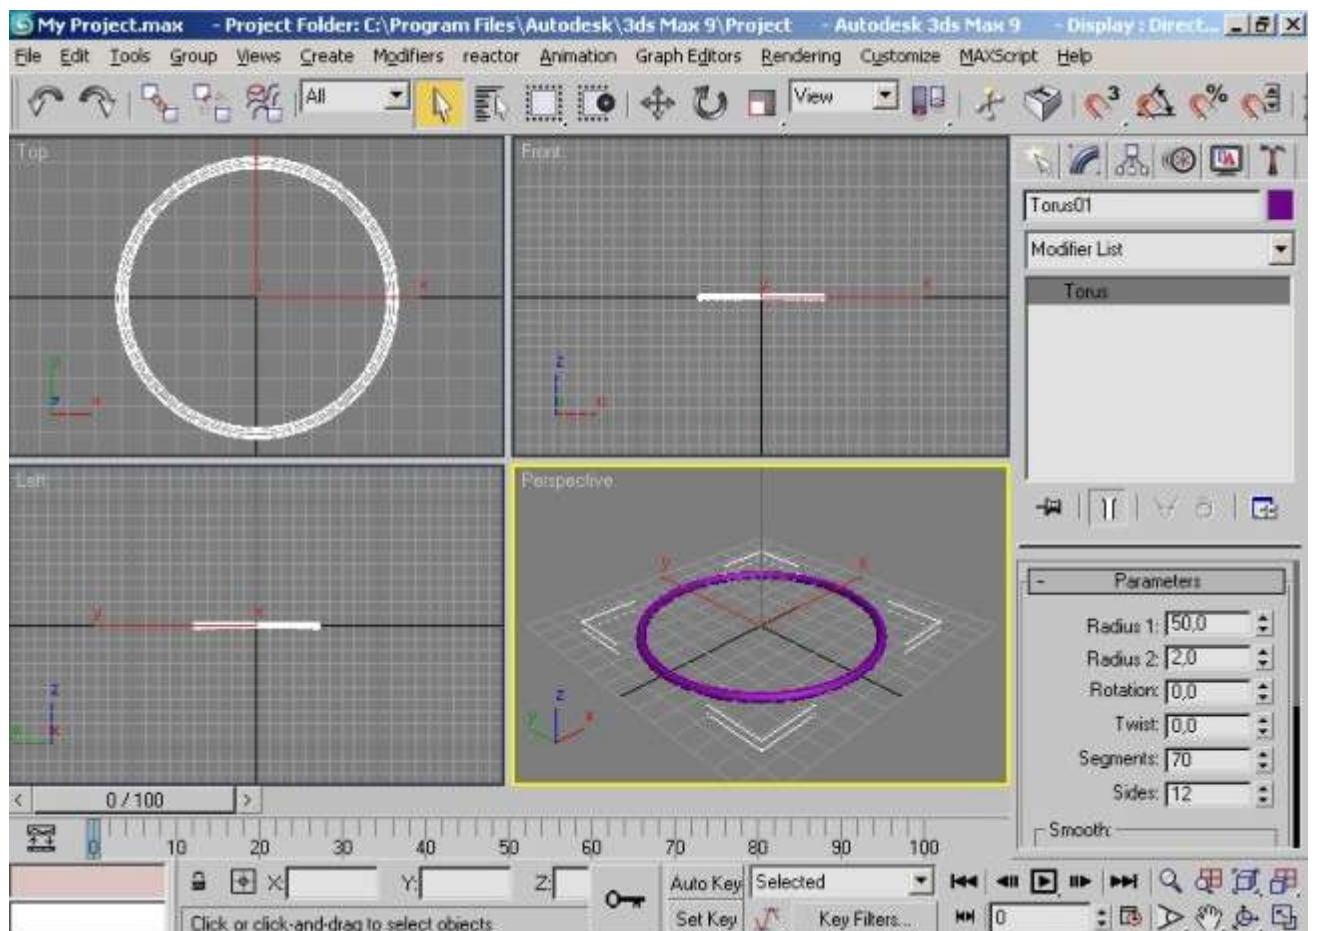 My Project.max - Project Folder: C:\Program Files\Autodesk\3ds Max 9\Project - Autodesk 3ds Max 9 - Display : Direct...
File Edit Tools Group Views Create Modifiers reactor Animation Graph Editors Rendering Customize MAXScript Help
All View 3 %
Top Front
Torus01
Modifier List
Torus
x y x
y x z x
Left Perspective
Parameters
Radius 1: 50,0
Radius 2: 2,0
Rotation: 0,0
Twist: 0,0
Segments: 70
Sides: 12
Smooth:
y x y x
z z y x
< 0 / 100 >
0 10 20 30 40 50 60 70 80 90 100
X: Y: Z: Auto Key Selected
Click or click-and-drag to select objects Set Key Key Filters... 0